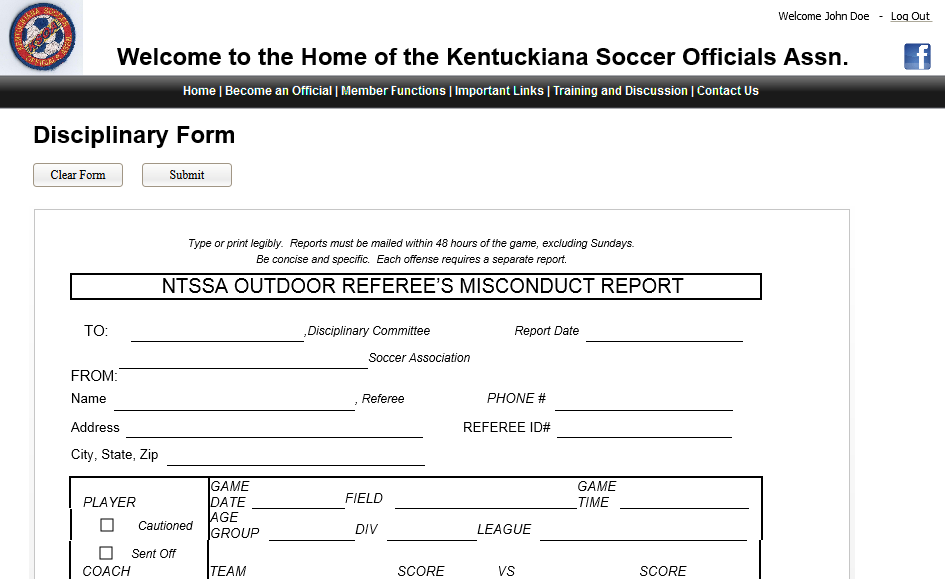 Welcome John Doe - Log Out
KENTUCKIANA SOCCER
OFFICIALS ASSN.
Welcome to the Home of the Kentuckiana Soccer Officials Assn.
Home | Become an Official | Member Functions | Important Links | Training and Discussion | Contact Us
Disciplinary Form
Clear Form Submit
Type or print legibly. Reports must be mailed within 48 hours of the game, excluding Sundays.
Be concise and specific. Each offense requires a separate report.
NTSSA OUTDOOR REFEREE'S MISCONDUCT REPORT
TO: ,Disciplinary Committee Report Date
Soccer Association
FROM:
Name , Referee PHONE #
Address REFEREE ID#
City, State, Zip
GAME GAME
PLAYER DATE FIELD TIME
AGE
Cautioned GROUP DIV LEAGUE
Sent Off
COACH TEAM SCORE VS SCORE